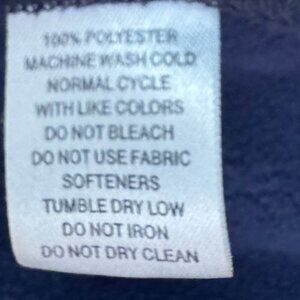 100% POLYESTER
MACHINE WASH COLD
NORMAL CYCLE
WITH LIKE COLORS
DO NOT BLEACH
DO NOT USE FABRIC
SOFTENERS
TUMBLE DRY LOW
DO NOT IRON
DO NOT DRY CLEAN